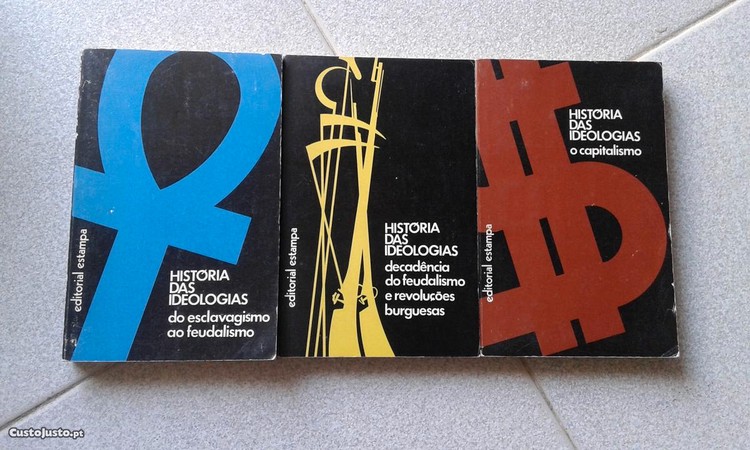 editorial estampa
HISTÓRIA
DAS
IDEOLOGIAS
do esclavagismo
ao feudalismo
editorial estampa
HISTÓRIA
DAS
IDEOLOGIAS
decadência
do feudalismo
e revoluções
burguesas
editorial estampa
HISTÓRIA
DAS
IDEOLOGIAS
o capitalismo
CustoJusto.pt